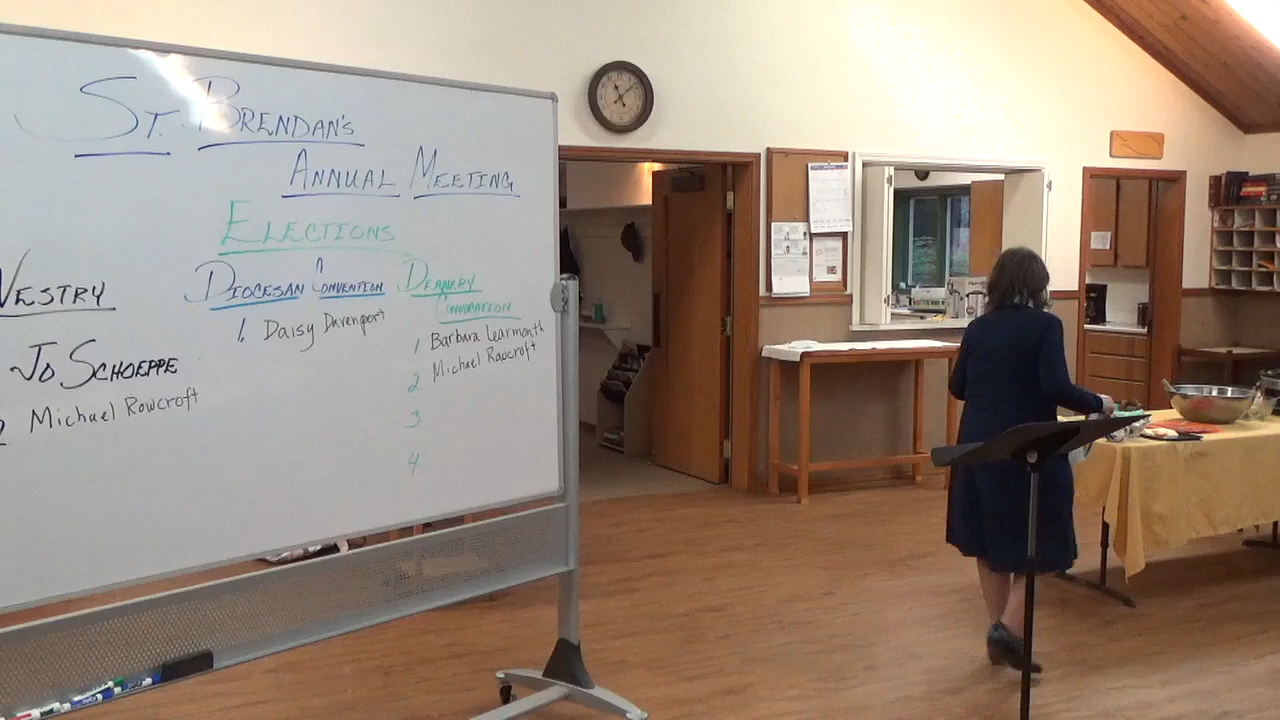 St. Brendan's
Annual Meeting
Elections
Vestry
Jo Schoeppe
2 Michael Rowcroft
Diocesan Convention
1. Daisy Davenport
Deanery
Convocation
1 Barbara Learmonth
2. Michael Rowcroft
3
4